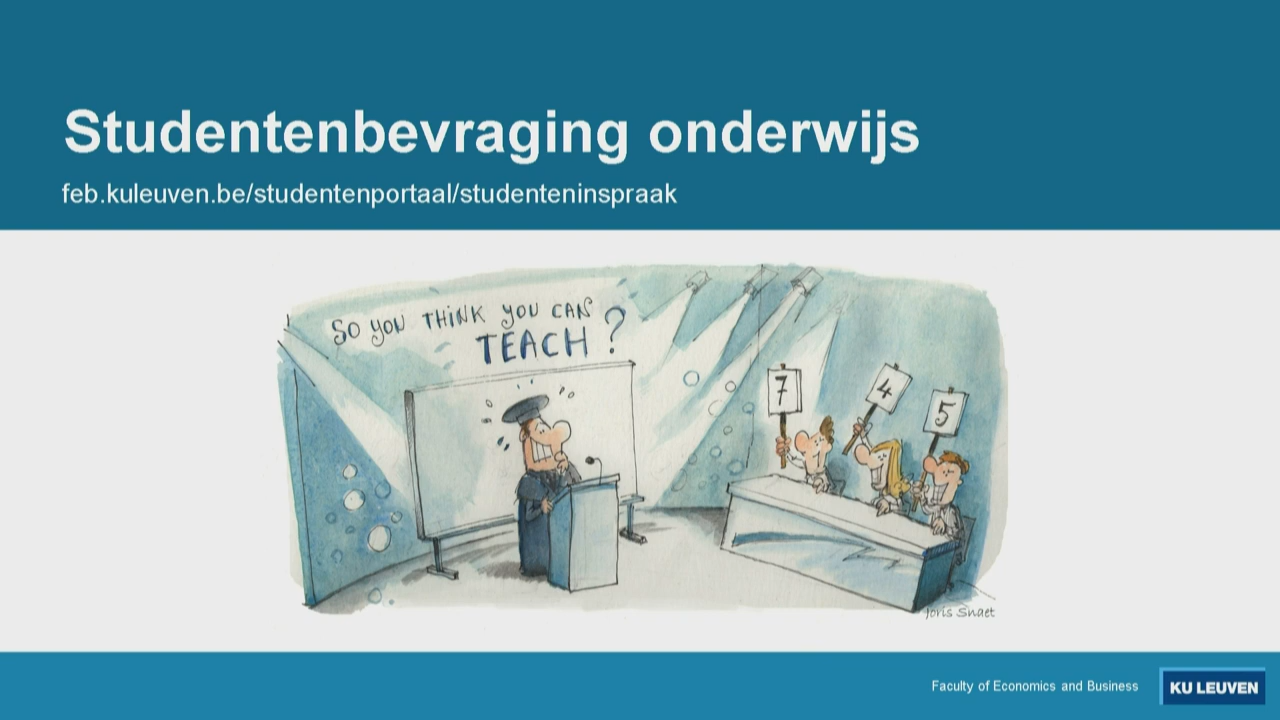 Studentenbevraging onderwijs
feb.kuleuven.be/studentenportaal/studenteninspraak
SO YOU THINK YOU CAN
TEACH?
7
4
5
Joris Snaet
Faculty of Economics and Business
KU LEUVEN